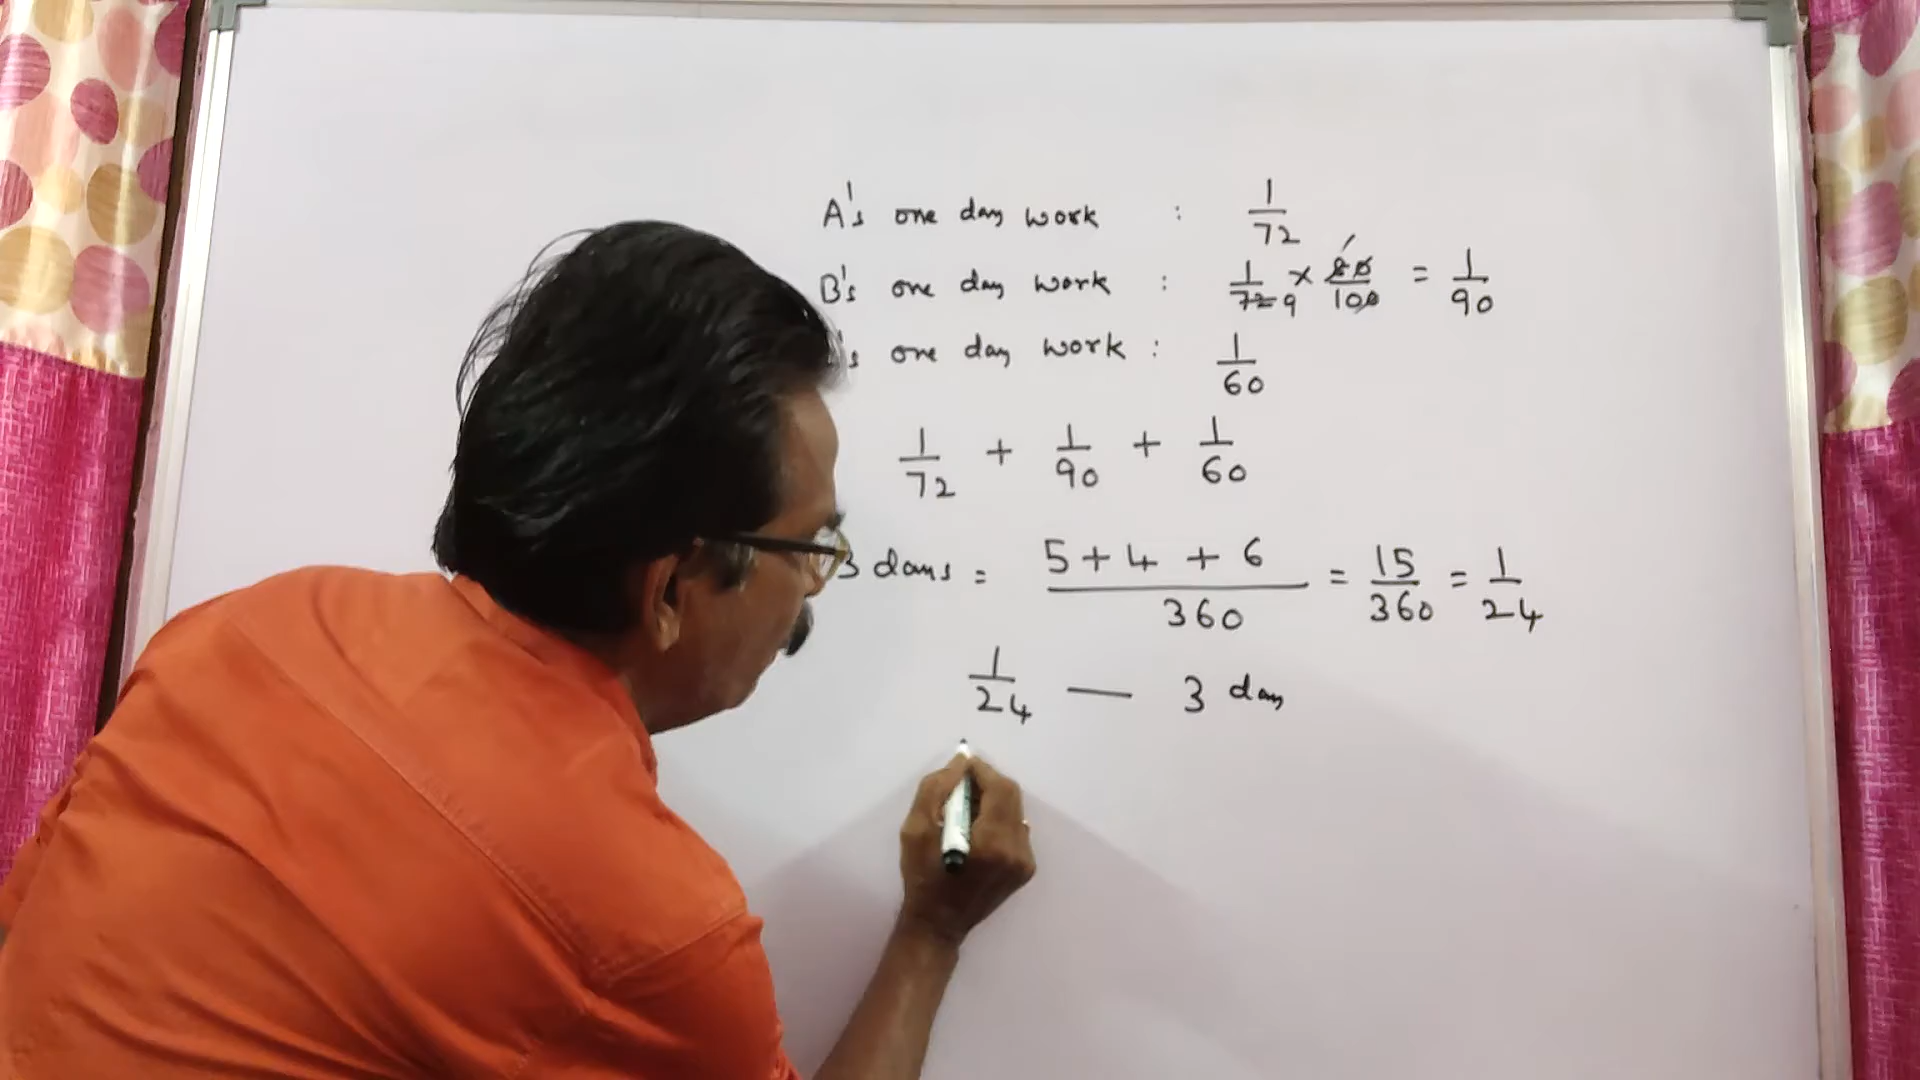 A's one day work : 1/72
B's one day work : 1/72 9 x 80/100 = 1/90
's one day work : 1/60
1/72 + 1/90 + 1/60
3 days = 5 + 4 + 6 / 360 = 15/360 = 1/24
1/24 — 3 day